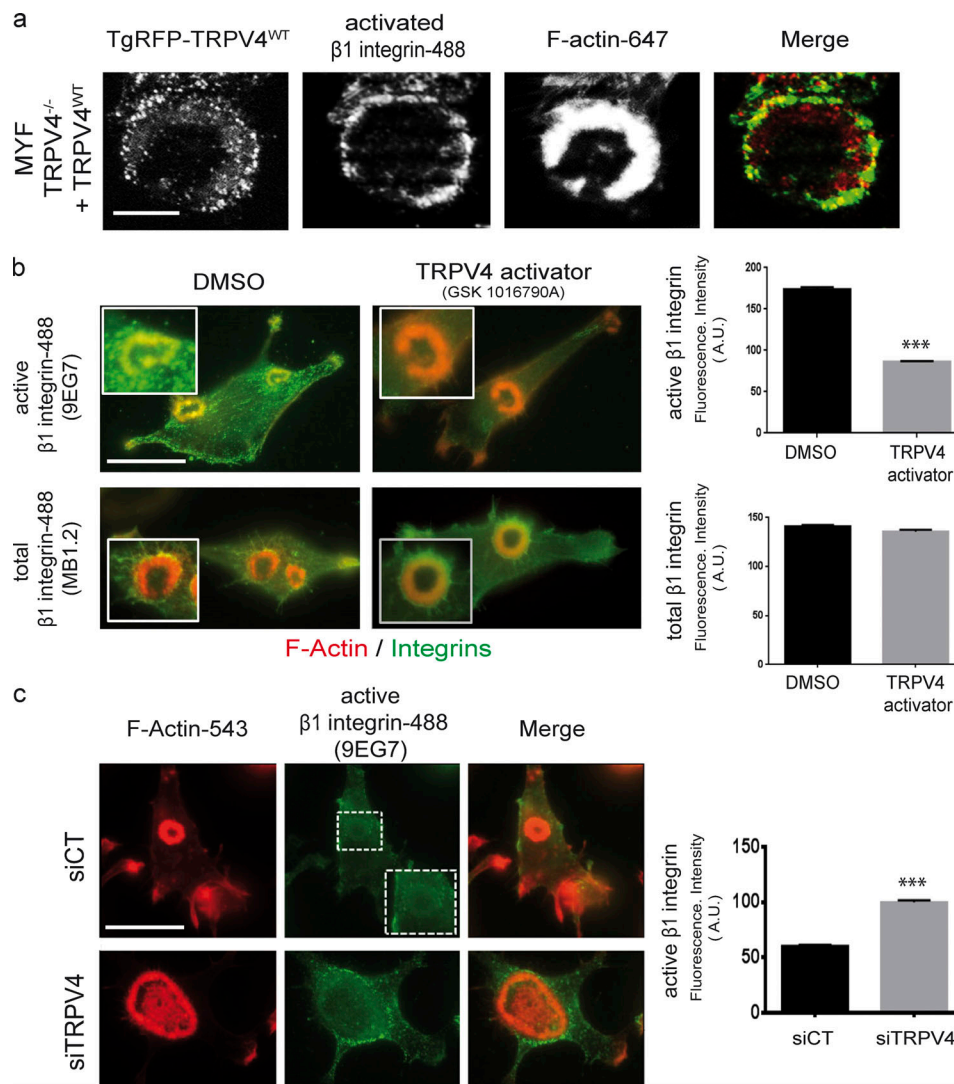 a
TgRFP-TRPV4WT
activated
β1 integrin-488
F-actin-647
Merge
MYF
TRPV4-/-
+ TRPV4WT
b
DMSO
TRPV4 activator
(GSK 1016790A)
active
β1 integrin-488
(9EG7)
total
β1 integrin-488
(MB1.2)
F-Actin / Integrins
active β1 integrin
Fluorescence. Intensity
( A.U.)
200
150
100
50
0
***
DMSO
TRPV4
activator
total β1 integrin
Fluorescence. Intensity
( A.U.)
150
100
50
0
DMSO
TRPV4
activator
c
F-Actin-543
active
β1 integrin-488
(9EG7)
Merge
siCT
siTRPV4
active β1 integrin
Fluorescence. Intensity
( A.U.)
150
100
50
0
***
siCT
siTRPV4